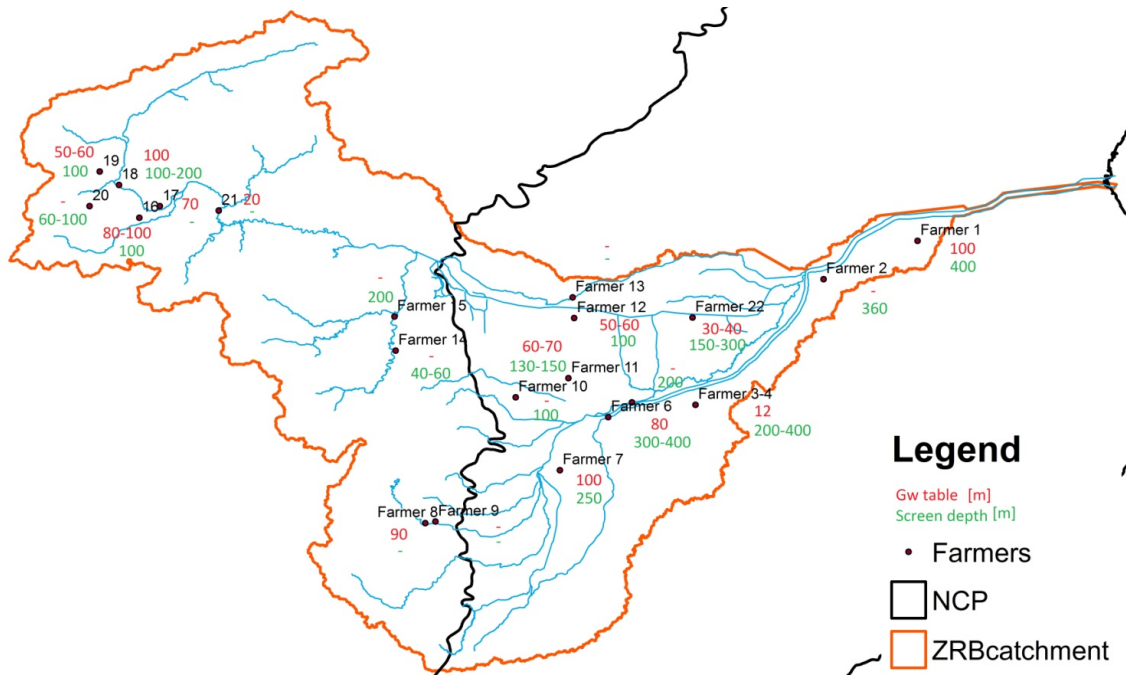 50-60
19
100
100
100-200
18
-
20
17
60-100
16
70
-
21
20
-
80-100
100
-
200
Farmer 15
Farmer 14
-
40-60
-
Farmer 13
Farmer 12
50-60
100
Farmer 22
30-40
150-300
Farmer 1
100
400
Farmer 2
-
360
60-70
130-150
Farmer 11
Farmer 10
-
100
-
200
Farmer 6
80
300-400
Farmer 3-4
12
200-400
Farmer 7
100
250
Farmer 8
Farmer 9
90
-
-
-
Legend
Gw table [m]
Screen depth [m]
Farmers
NCP
ZRBcatchment